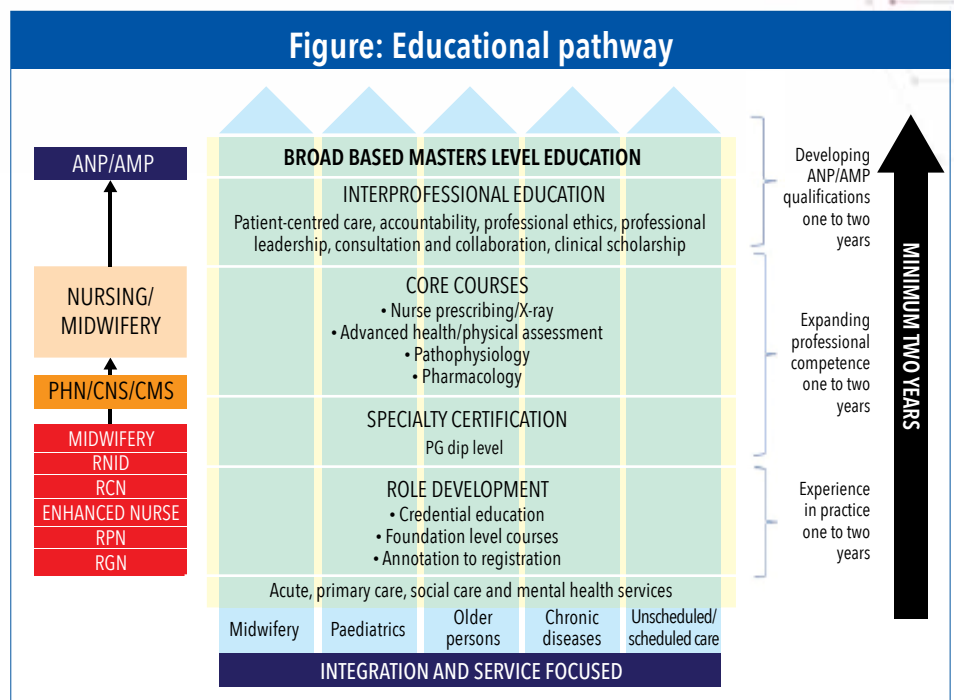 Figure: Educational pathway
ANP/AMP
NURSING/
MIDWIFERY
PHN/CNS/CMS
MIDWIFERY
RNID
RCN
ENHANCED NURSE
RPN
RGN
BROAD BASED MASTERS LEVEL EDUCATION
INTERPROFESSIONAL EDUCATION
Patient-centred care, accountability, professional ethics, professional
leadership, consultation and collaboration, clinical scholarship
CORE COURSES
• Nurse prescribing/X-ray
• Advanced health/physical assessment
• Pathophysiology
• Pharmacology
SPECIALTY CERTIFICATION
PG dip level
ROLE DEVELOPMENT
• Credential education
• Foundation level courses
• Annotation to registration
Acute, primary care, social care and mental health services
Midwifery
Paediatrics
Older
persons
Chronic
diseases
Unscheduled/
scheduled care
INTEGRATION AND SERVICE FOCUSED
Developing
ANP/AMP
qualifications
one to two
years
Expanding
professional
competence
one to two
years
Experience
in practice
one to two
years
MINIMUM TWO YEARS